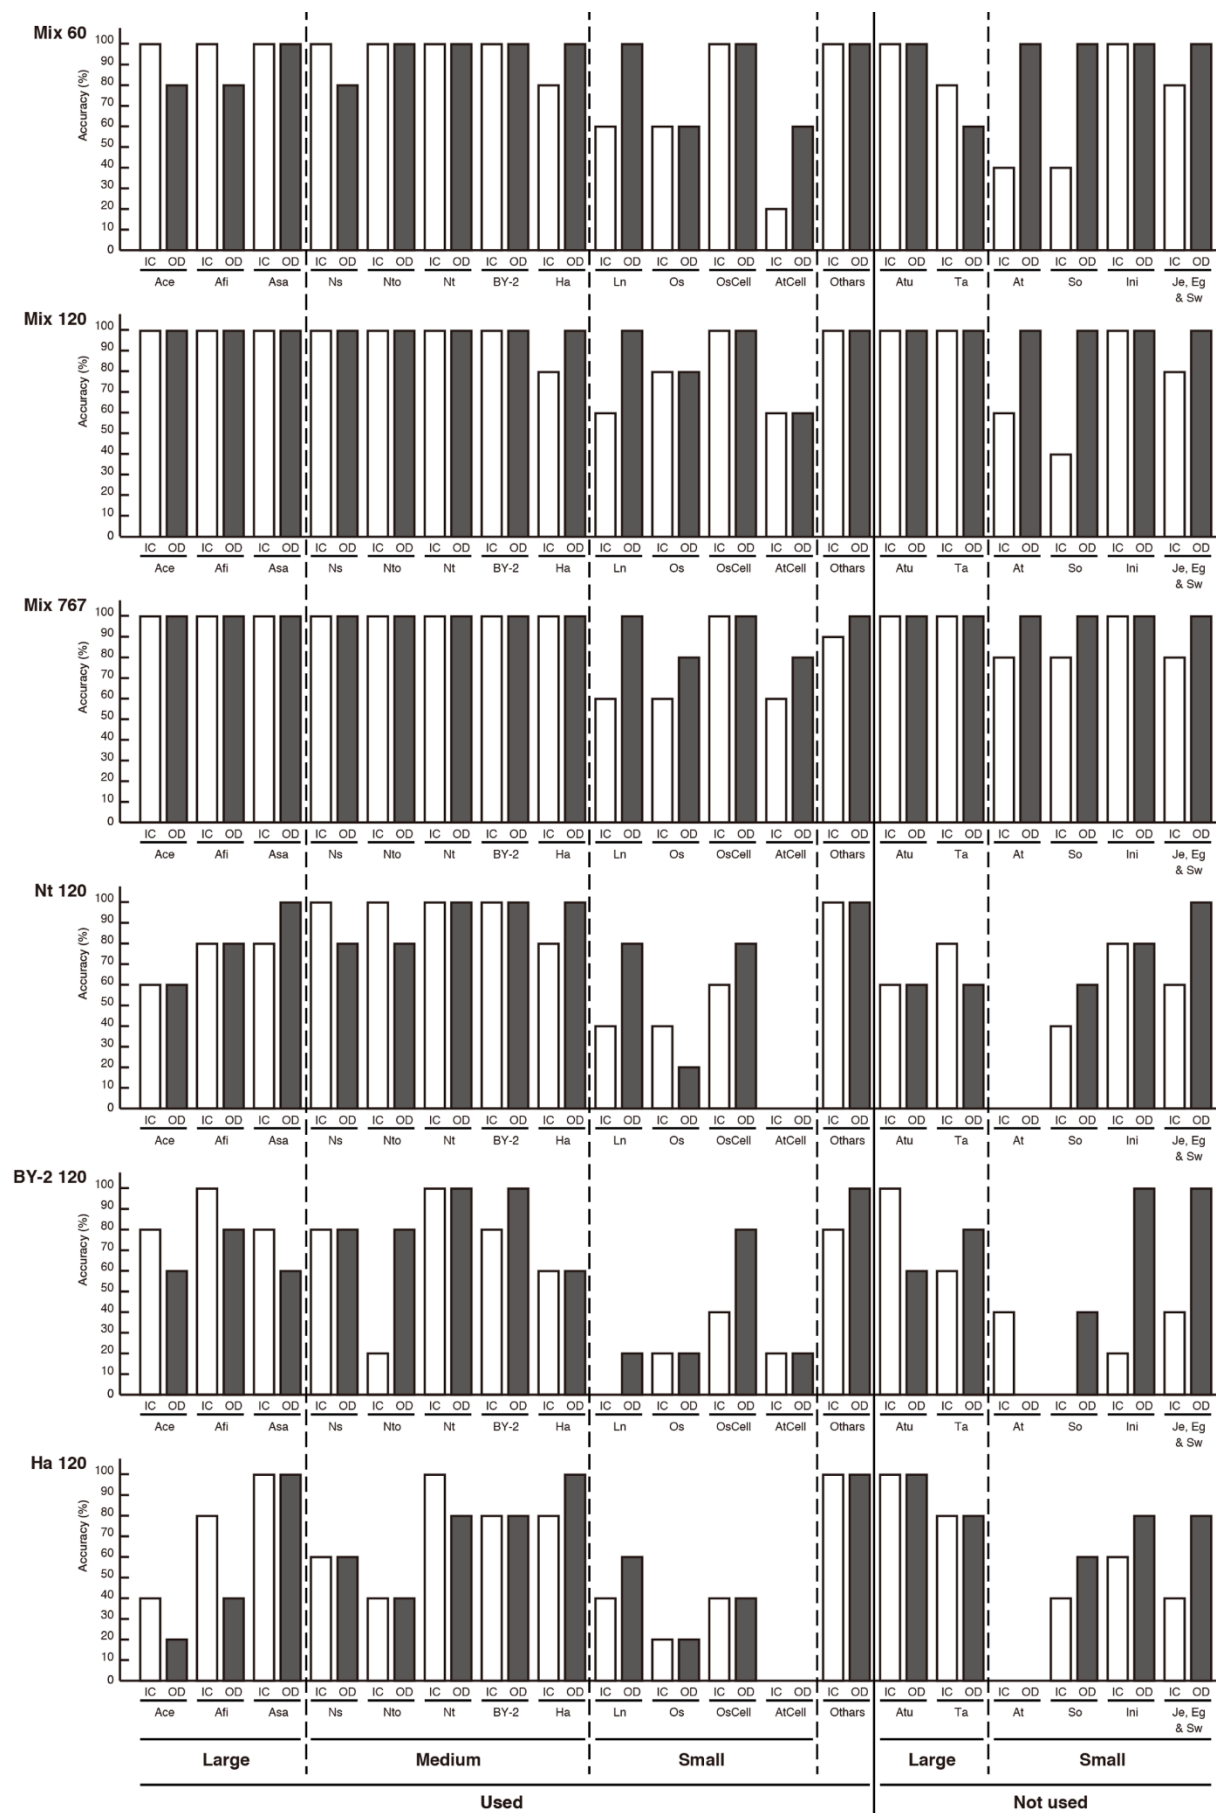 Mix 60
Accuracy (%)
100
90
80
70
60
50
40
30
20
10
0
IC OD IC OD IC OD IC OD IC OD IC OD IC OD IC OD IC OD IC OD IC OD IC OD IC OD IC OD IC OD IC OD IC OD IC OD IC OD
Ace Afi Asa Ns Nto Nt BY-2 Ha Ln Os OsCell AtCell Othars Atu Ta At So Ini Je, Eg
& Sw
Mix 120
Accuracy (%)
100
90
80
70
60
50
40
30
20
10
0
IC OD IC OD IC OD IC OD IC OD IC OD IC OD IC OD IC OD IC OD IC OD IC OD IC OD IC OD IC OD IC OD IC OD IC OD IC OD
Ace Afi Asa Ns Nto Nt BY-2 Ha Ln Os OsCell AtCell Othars Atu Ta At So Ini Je, Eg
& Sw
Mix 767
Accuracy (%)
100
90
80
70
60
50
40
30
20
10
0
IC OD IC OD IC OD IC OD IC OD IC OD IC OD IC OD IC OD IC OD IC OD IC OD IC OD IC OD IC OD IC OD IC OD IC OD IC OD
Ace Afi Asa Ns Nto Nt BY-2 Ha Ln Os OsCell AtCell Othars Atu Ta At So Ini Je, Eg
& Sw
Nt 120
Accuracy (%)
100
90
80
70
60
50
40
30
20
10
0
IC OD IC OD IC OD IC OD IC OD IC OD IC OD IC OD IC OD IC OD IC OD IC OD IC OD IC OD IC OD IC OD IC OD IC OD IC OD
Ace Afi Asa Ns Nto Nt BY-2 Ha Ln Os OsCell AtCell Othars Atu Ta At So Ini Je, Eg
& Sw
BY-2 120
Accuracy (%)
100
90
80
70
60
50
40
30
20
10
0
IC OD IC OD IC OD IC OD IC OD IC OD IC OD IC OD IC OD IC OD IC OD IC OD IC OD IC OD IC OD IC OD IC OD IC OD IC OD
Ace Afi Asa Ns Nto Nt BY-2 Ha Ln Os OsCell AtCell Othars Atu Ta At So Ini Je, Eg
& Sw
Ha 120
Accuracy (%)
100
90
80
70
60
50
40
30
20
10
0
IC OD IC OD IC OD IC OD IC OD IC OD IC OD IC OD IC OD IC OD IC OD IC OD IC OD IC OD IC OD IC OD IC OD IC OD IC OD
Ace Afi Asa Ns Nto Nt BY-2 Ha Ln Os OsCell AtCell Othars Atu Ta At So Ini Je, Eg
& Sw
Large Medium Small Large Small
Used Not used